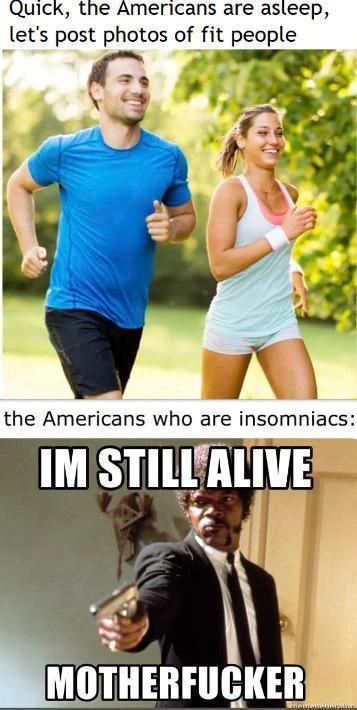 Quick, the Americans are asleep,
let's post photos of fit people
the Americans who are insomniacs:
IM STILL ALIVE
MOTHERFUCKER